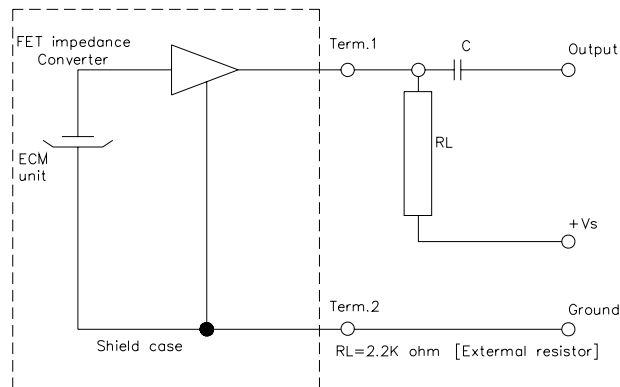 FET impedance
Converter
Term.1
C
Output
ECM
unit
RL
+Vs
Term.2
Ground
Shield case
RL=2.2K ohm [Extermal resistor]